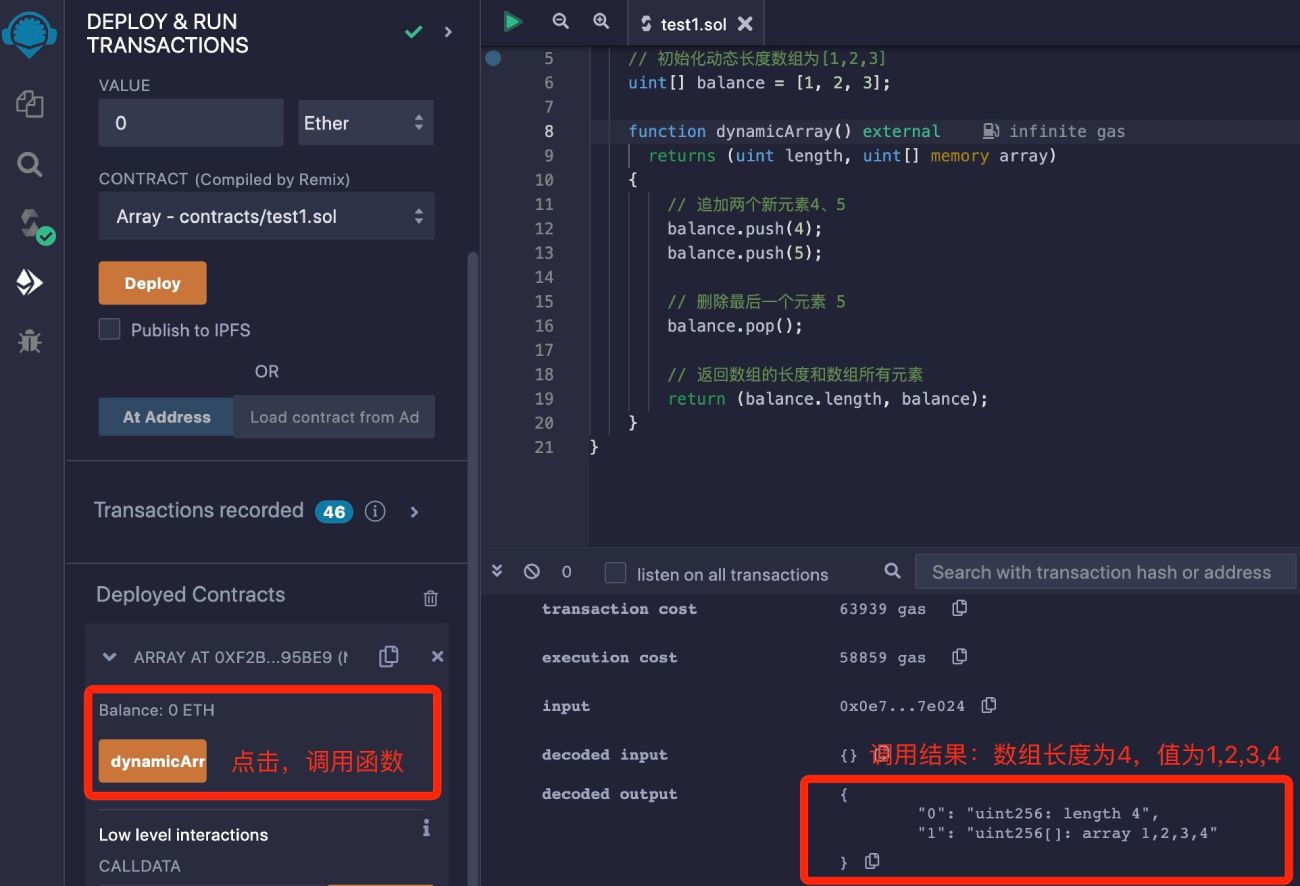 DEPLOY & RUN
TRANSACTIONS
VALUE
0
Ether
CONTRACT (Compiled by Remix)
Array - contracts/test1.sol
Deploy
Publish to IPFS
OR
At Address
Load contract from Ad
Transactions recorded 46
Deployed Contracts
ARRAY AT 0XF2B...95BE9 (
Balance: 0 ETH
dynamicArr 点击，调用函数
Low level interactions
CALLDATA
test1.sol
5 // 初始化动态长度数组为[1,2,3]
6 uint[] balance = [1, 2, 3];
7
8 function dynamicArray() external infinite gas
9 returns (uint length, uint[] memory array)
10 {
11 // 追加两个新元素4、5
12 balance.push(4);
13 balance.push(5);
14
15 // 删除最后一个元素 5
16 balance.pop();
17
18 // 返回数组的长度和数组所有元素
19 return (balance.length, balance);
20 }
21 }
0 listen on all transactions
Search with transaction hash or address
transaction cost 63939 gas
execution cost 58859 gas
input 0x0e7...7e024
decoded input {} 调用结果：数组长度为4，值为1,2,3,4
decoded output {
"0": "uint256: length 4",
"1": "uint256[]: array 1,2,3,4"
}